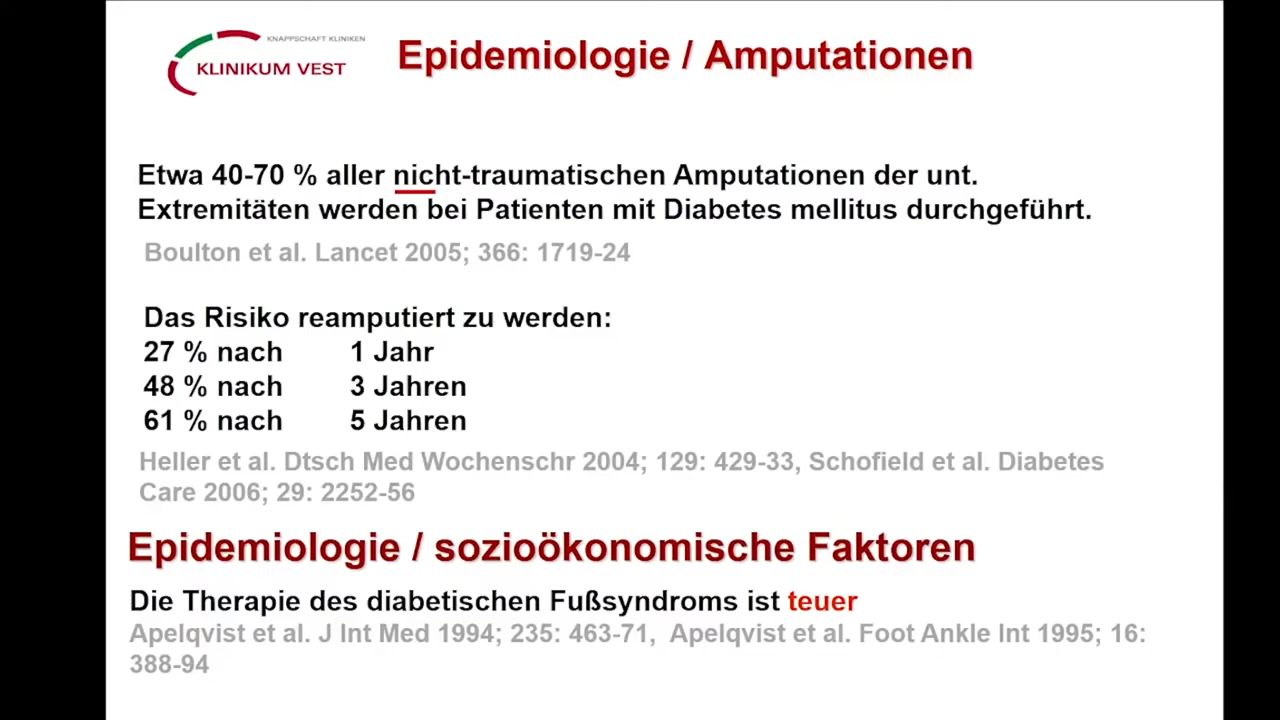 KNAPPSCHAFT KLINIKEN
KLINIKUM VEST
Epidemiologie / Amputationen
Etwa 40-70 % aller nicht-traumatischen Amputationen der unt.
Extremitäten werden bei Patienten mit Diabetes mellitus durchgeführt.
Boulton et al. Lancet 2005; 366: 1719-24
Das Risiko reamputiert zu werden:
27 % nach 1 Jahr
48 % nach 3 Jahren
61 % nach 5 Jahren
Heller et al. Dtsch Med Wochenschr 2004; 129: 429-33, Schofield et al. Diabetes
Care 2006; 29: 2252-56
Epidemiologie / sozioökonomische Faktoren
Die Therapie des diabetischen Fußsyndroms ist teuer
Apelqvist et al. J Int Med 1994; 235: 463-71, Apelqvist et al. Foot Ankle Int 1995; 16:
388-94